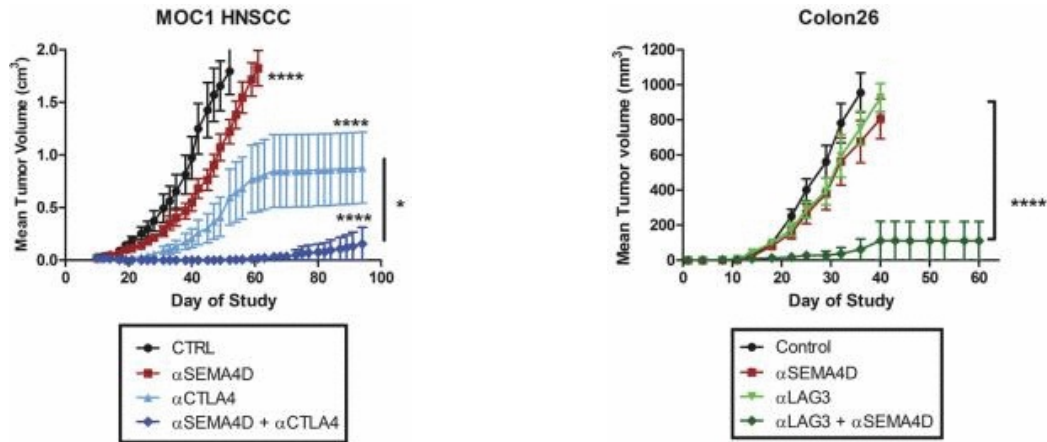 MOC1 HNSCC
Mean Tumor Volume (cm³)
2.0
1.5
1.0
0.5
0.0
0 20 40 60 80 100
Day of Study
****
****
****
*
CTRL
αSEMA4D
αCTLA4
αSEMA4D + αCTLA4
Colon26
Mean Tumor volume (mm³)
1200
1000
800
600
400
200
0
0 10 20 30 40 50 60
Day of Study
****
Control
αSEMA4D
αLAG3
αLAG3 + αSEMA4D